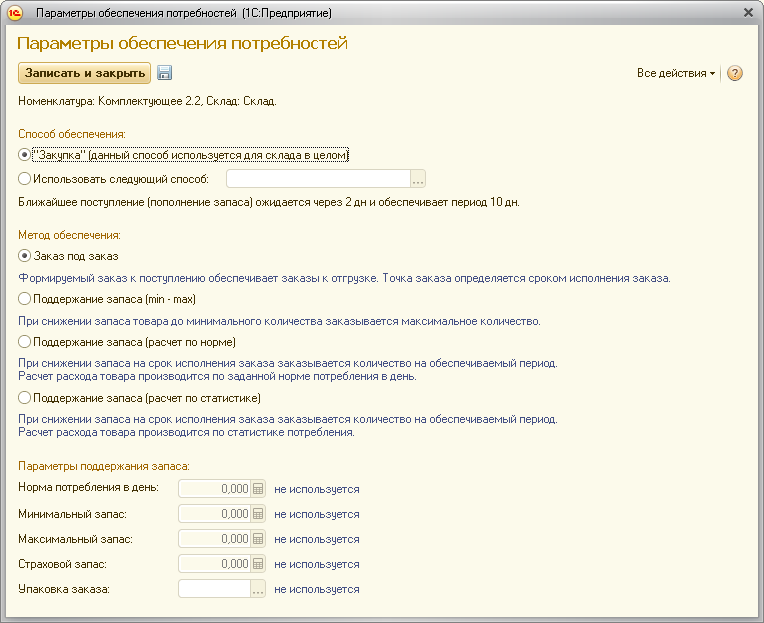 Параметры обеспечения потребностей (1С:Предприятие)
Параметры обеспечения потребностей
Записать и закрыть
Все действия
?
Номенклатура: Комплектующее 2.2, Склад: Склад.
Способ обеспечения:
"Закупка" (данный способ используется для склада в целом)
Использовать следующий способ:
...
Ближайшее поступление (пополнение запаса) ожидается через 2 дн и обеспечивает период 10 дн.
Метод обеспечения:
Заказ под заказ
Формируемый заказ к поступлению обеспечивает заказы к отгрузке. Точка заказа определяется сроком исполнения заказа.
Поддержание запаса (min - max)
При снижении запаса товара до минимального количества заказывается максимальное количество.
Поддержание запаса (расчет по норме)
При снижении запаса на срок исполнения заказа заказывается количество на обеспечиваемый период.
Расчет расхода товара производится по заданной норме потребления в день.
Поддержание запаса (расчет по статистике)
При снижении запаса на срок исполнения заказа заказывается количество на обеспечиваемый период.
Расчет расхода товара производится по статистике потребления.
Параметры поддержания запаса:
Норма потребления в день: 0,000 не используется
Минимальный запас: 0,000 не используется
Максимальный запас: 0,000 не используется
Страховой запас: 0,000 не используется
Упаковка заказа: ... не используется